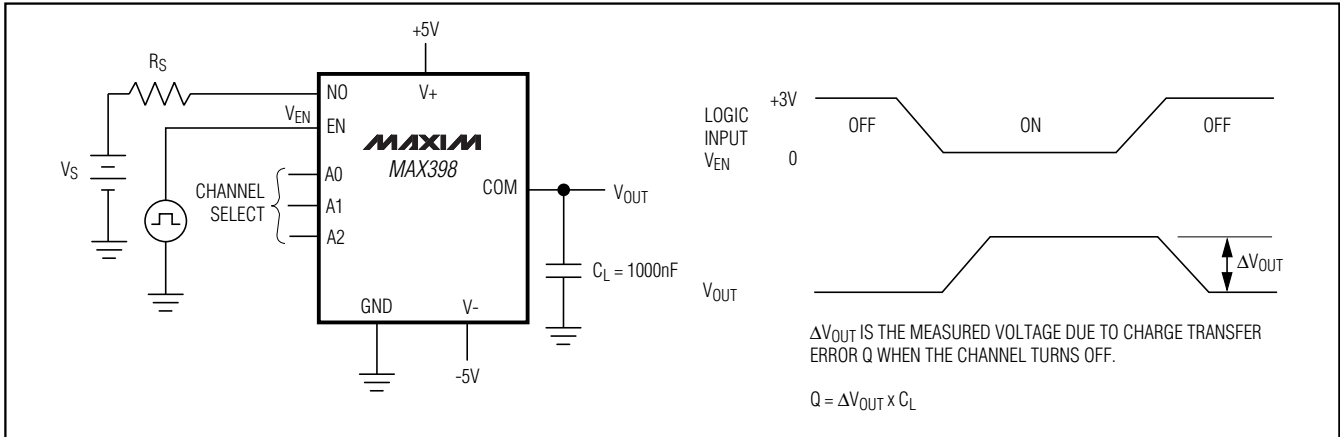 +5V
RS
NO
V+
VEN
EN
MAXIM
MAX398
VS
A0
CHANNEL
SELECT
A1
A2
COM
VOUT
CL = 1000nF
GND
V-
-5V
LOGIC
INPUT
VEN
+3V
0
OFF
ON
OFF
VOUT
ΔVOUT
ΔVOUT IS THE MEASURED VOLTAGE DUE TO CHARGE TRANSFER
ERROR Q WHEN THE CHANNEL TURNS OFF.
Q = ΔVOUT x CL